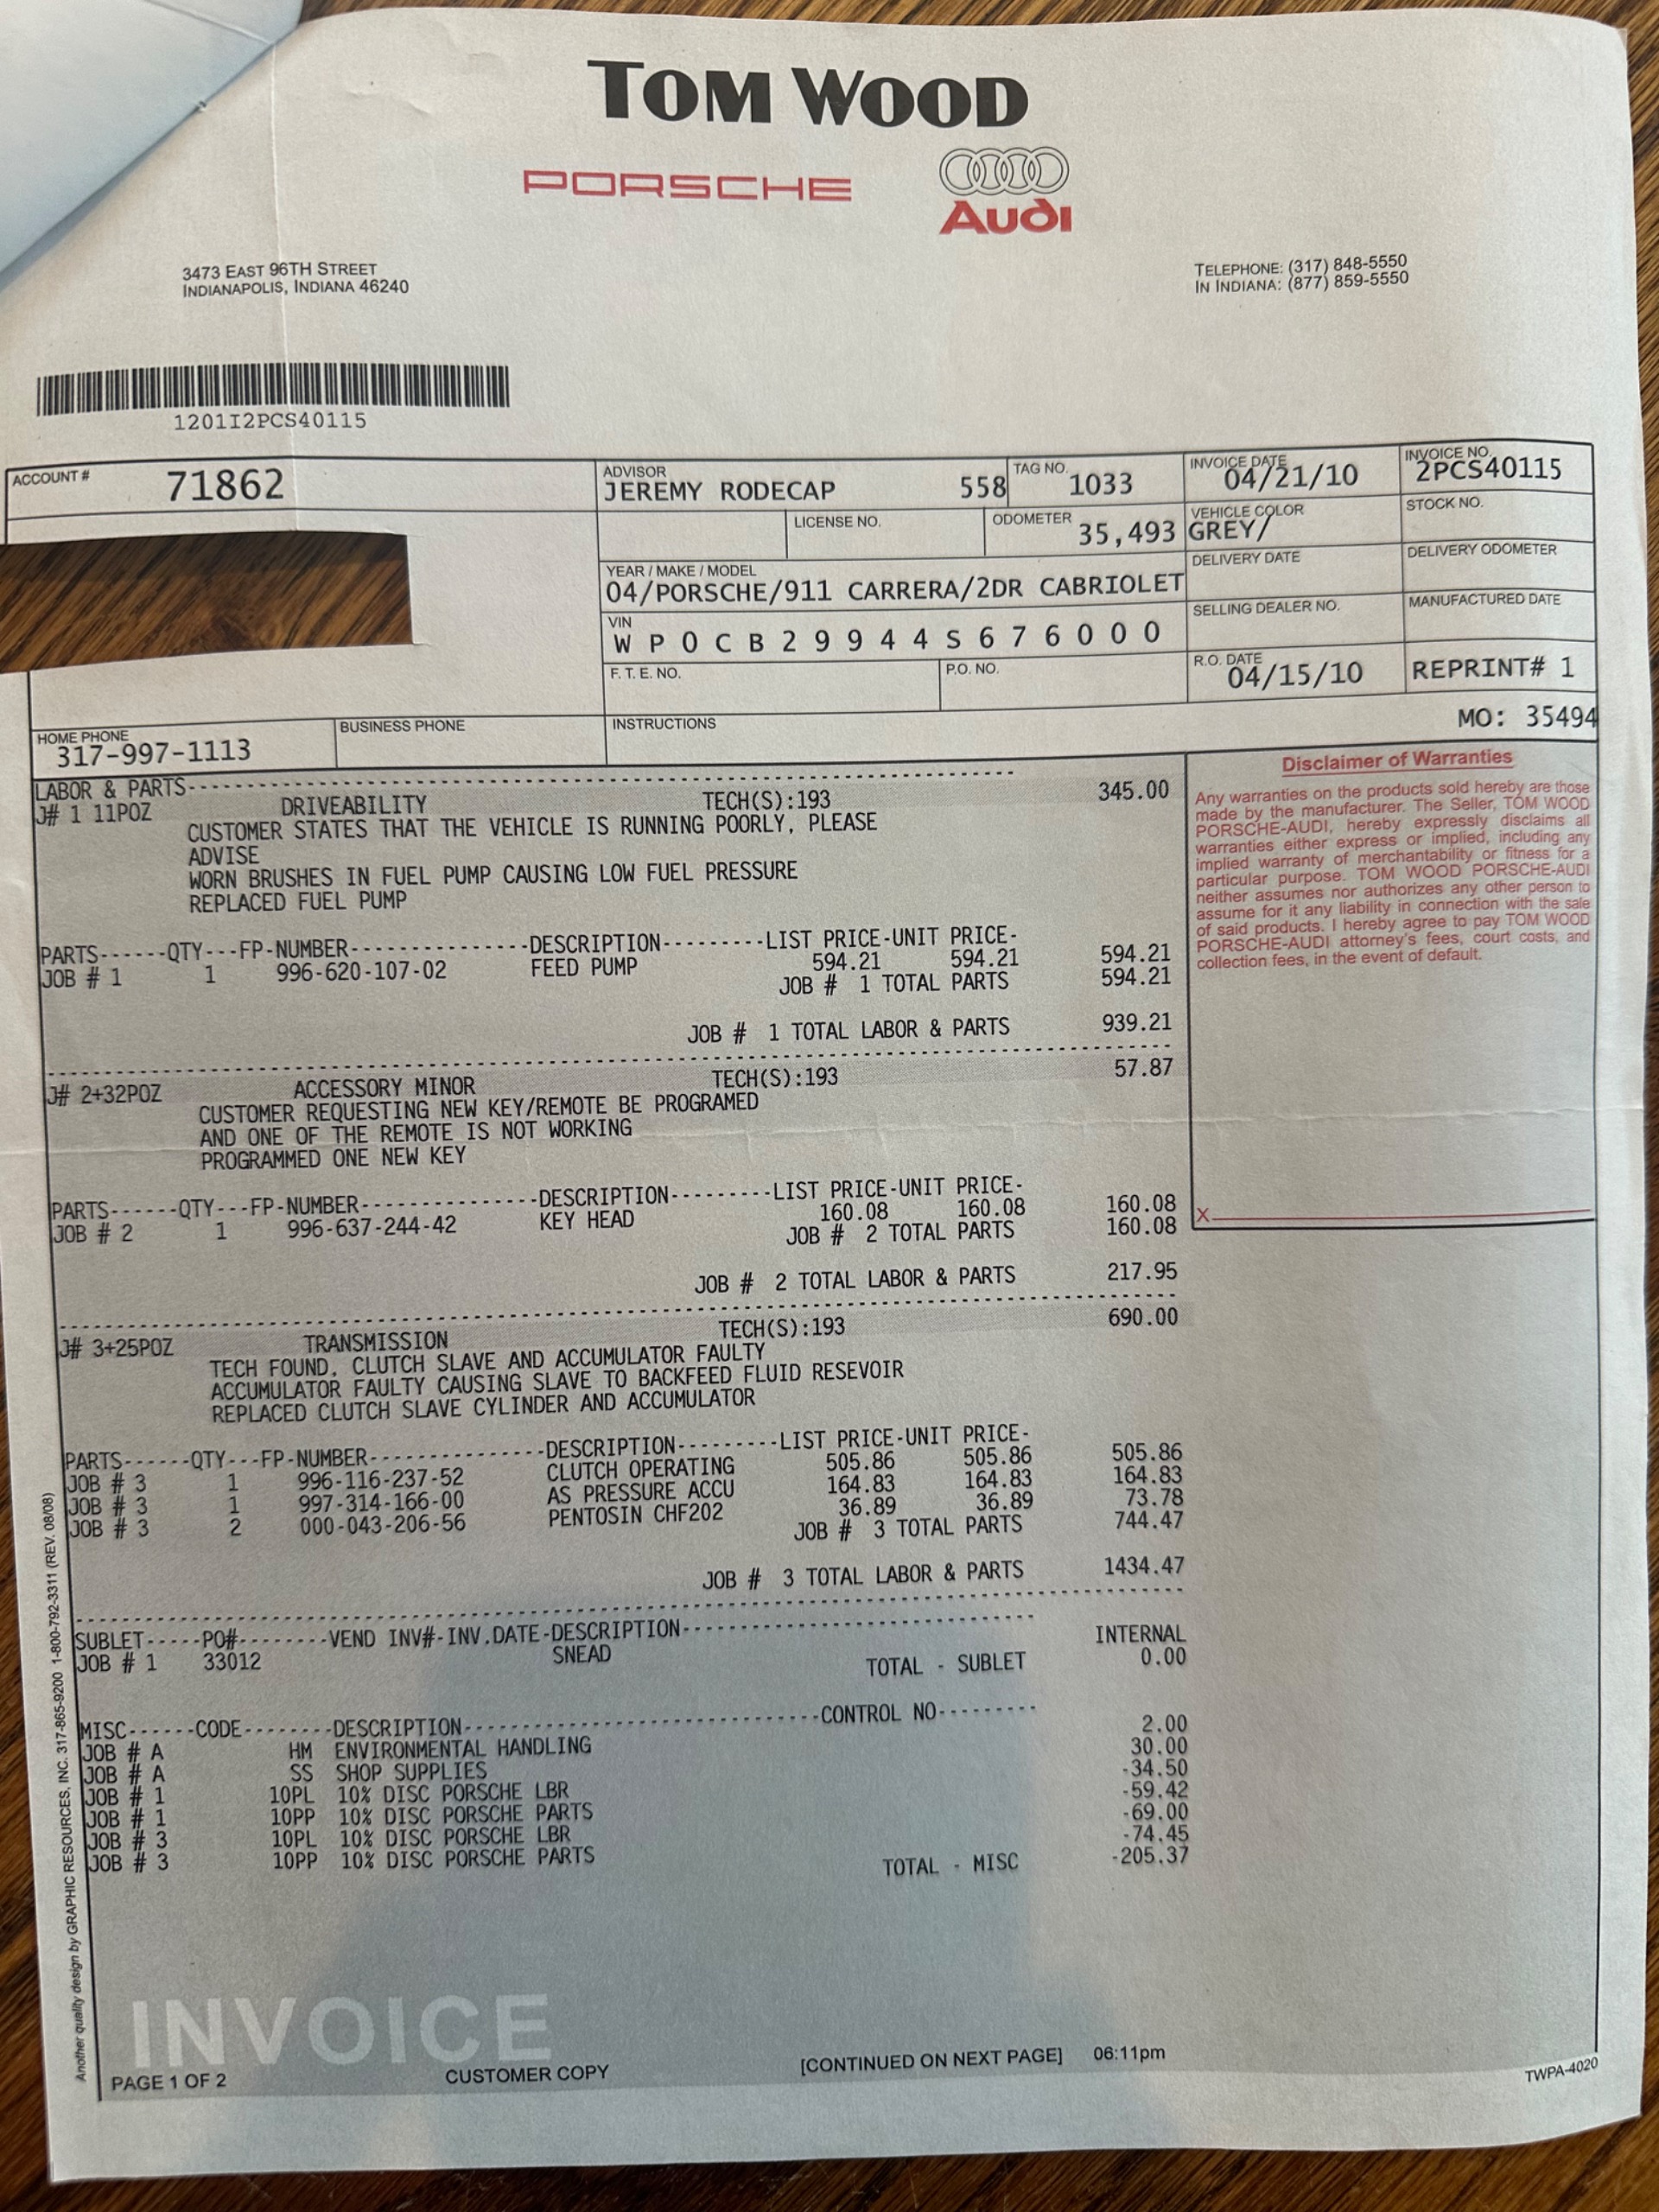 TOM WOOD
PORSCHE Audi
3473 EAST 96TH STREET
INDIANAPOLIS, INDIANA 46240
TELEPHONE: (317) 848-5550
IN INDIANA: (877) 859-5550
1201I2PCS40115
ACCOUNT # 71862
ADVISOR JEREMY RODECAP 558
TAG NO. 1033
INVOICE DATE 04/21/10
INVOICE NO. 2PCS40115
LICENSE NO.
ODOMETER 35,493
VEHICLE COLOR GREY/
STOCK NO.
YEAR / MAKE / MODEL 04/PORSCHE/911 CARRERA/2DR CABRIOLET
DELIVERY DATE
DELIVERY ODOMETER
VIN W P 0 C B 2 9 9 4 4 S 6 7 6 0 0 0
SELLING DEALER NO.
MANUFACTURED DATE
F. T. E. NO.
P.O. NO.
R.O. DATE 04/15/10
REPRINT# 1
HOME PHONE 317-997-1113
BUSINESS PHONE
INSTRUCTIONS
MO: 35494
LABOR & PARTS--------------------------------------------------------
J# 1 11POZ DRIVEABILITY TECH(S):193 345.00
CUSTOMER STATES THAT THE VEHICLE IS RUNNING POORLY, PLEASE
ADVISE
WORN BRUSHES IN FUEL PUMP CAUSING LOW FUEL PRESSURE
REPLACED FUEL PUMP
PARTS------QTY---FP-NUMBER---------------DESCRIPTION---------LIST PRICE-UNIT PRICE-
JOB # 1 1 996-620-107-02 FEED PUMP 594.21 594.21 594.21
JOB # 1 TOTAL PARTS 594.21
JOB # 1 TOTAL LABOR & PARTS 939.21
J# 2+32POZ ACCESSORY MINOR TECH(S):193 57.87
CUSTOMER REQUESTING NEW KEY/REMOTE BE PROGRAMED
AND ONE OF THE REMOTE IS NOT WORKING
PROGRAMMED ONE NEW KEY
PARTS------QTY---FP-NUMBER---------------DESCRIPTION---------LIST PRICE-UNIT PRICE-
JOB # 2 1 996-637-244-42 KEY HEAD 160.08 160.08 160.08
JOB # 2 TOTAL PARTS 160.08
JOB # 2 TOTAL LABOR & PARTS 217.95
J# 3+25POZ TRANSMISSION TECH(S):193 690.00
TECH FOUND, CLUTCH SLAVE AND ACCUMULATOR FAULTY
ACCUMULATOR FAULTY CAUSING SLAVE TO BACKFEED FLUID RESEVOIR
REPLACED CLUTCH SLAVE CYLINDER AND ACCUMULATOR
PARTS------QTY---FP-NUMBER---------------DESCRIPTION---------LIST PRICE-UNIT PRICE-
JOB # 3 1 996-116-237-52 CLUTCH OPERATING 505.86 505.86 505.86
JOB # 3 1 997-314-166-00 AS PRESSURE ACCU 164.83 164.83 164.83
JOB # 3 2 000-043-206-56 PENTOSIN CHF202 36.89 36.89 73.78
JOB # 3 TOTAL PARTS 744.47
JOB # 3 TOTAL LABOR & PARTS 1434.47
SUBLET-----PO#--------VEND INV#-INV.DATE-DESCRIPTION--------------------------------
JOB # 1 33012 SNEAD INTERNAL
TOTAL - SUBLET 0.00
MISC------CODE--------DESCRIPTION--------------------------------CONTROL NO---------
JOB # A HM ENVIRONMENTAL HANDLING 2.00
JOB # A SS SHOP SUPPLIES 30.00
JOB # 1 10PL 10% DISC PORSCHE LBR -34.50
JOB # 1 10PP 10% DISC PORSCHE PARTS -59.42
JOB # 3 10PL 10% DISC PORSCHE LBR -69.00
JOB # 3 10PP 10% DISC PORSCHE PARTS -74.45
TOTAL - MISC -205.37
Disclaimer of Warranties
Any warranties on the products sold hereby are those
made by the manufacturer. The Seller, TOM WOOD
PORSCHE-AUDI, hereby expressly disclaims all
warranties either express or implied, including any
implied warranty of merchantability or fitness for a
particular purpose. TOM WOOD PORSCHE-AUDI
neither assumes nor authorizes any other person to
assume for it any liability in connection with the sale
of said products. I hereby agree to pay TOM WOOD
PORSCHE-AUDI attorney's fees, court costs, and
collection fees, in the event of default.
X
Another quality design by GRAPHIC RESOURCES, INC. 317-865-9200 1-800-792-3311 (REV. 08/08)
INVOICE
PAGE 1 OF 2 CUSTOMER COPY [CONTINUED ON NEXT PAGE] 06:11pm
TWPA-4020